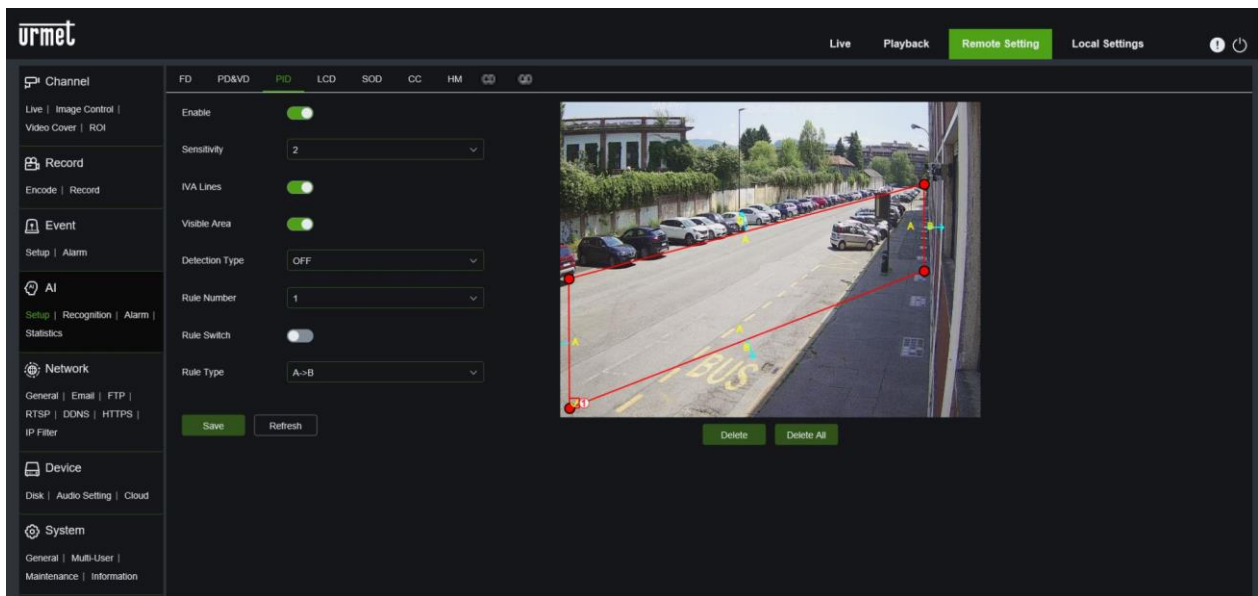 urmet
Live Playback Remote Setting Local Settings
Channel
Live | Image Control |
Video Cover | ROI
Record
Encode | Record
Event
Setup | Alarm
AI
Setup | Recognition | Alarm |
Statistics
Network
General | Email | FTP |
RTSP | DDNS | HTTPS |
IP Filter
Device
Disk | Audio Setting | Cloud
System
General | Multi-User |
Maintenance | Information
FD PD&VD PID LCD SOD CC HM CD QD
Enable
Sensitivity 2
IVA Lines
Visible Area
Detection Type OFF
Rule Number 1
Rule Switch
Rule Type A->B
Save Refresh
A
A B
A
A
B
BUS
1
Delete Delete All